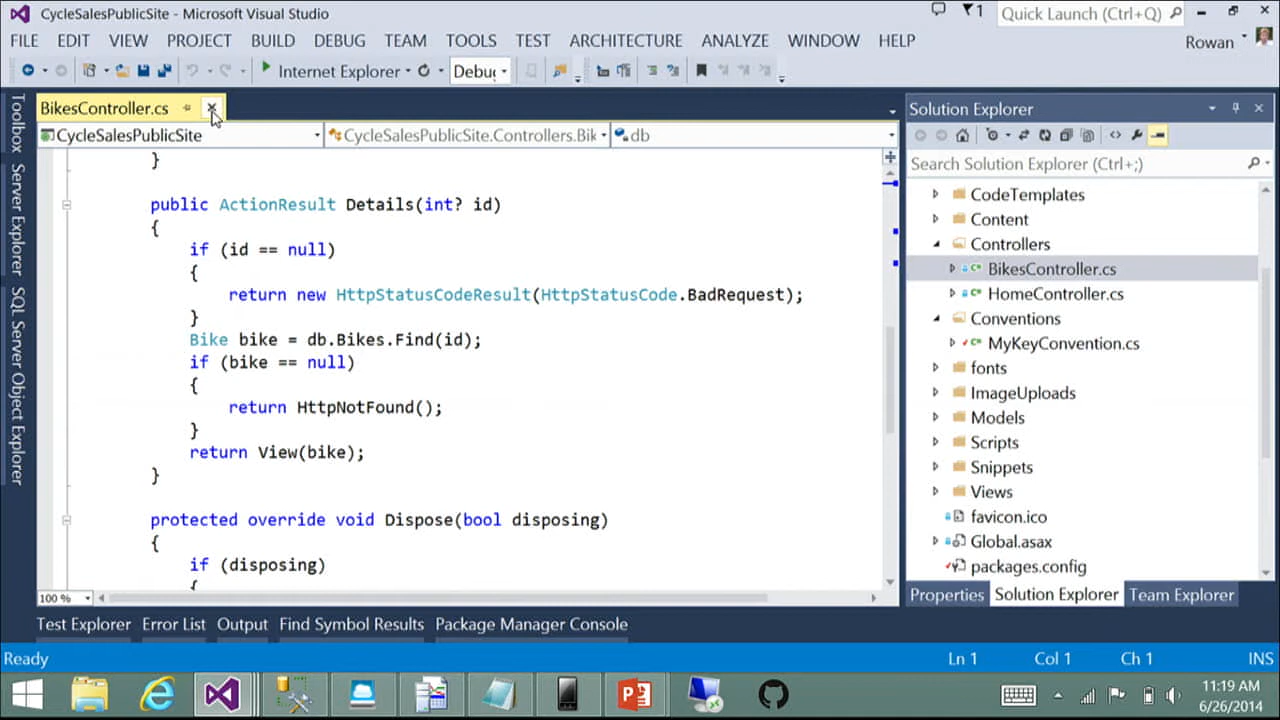 CycleSalesPublicSite - Microsoft Visual Studio
1
Quick Launch (Ctrl+Q)
FILE EDIT VIEW PROJECT BUILD DEBUG TEAM TOOLS TEST ARCHITECTURE ANALYZE WINDOW HELP
Rowan
Internet Explorer
Debug
Toolbox
Server Explorer
SQL Server Object Explorer
BikesController.cs
CycleSalesPublicSite
CycleSalesPublicSite.Controllers.Bik
db
}
public ActionResult Details(int? id)
{
if (id == null)
{
return new HttpStatusCodeResult(HttpStatusCode.BadRequest);
}
Bike bike = db.Bikes.Find(id);
if (bike == null)
{
return HttpNotFound();
}
return View(bike);
}
protected override void Dispose(bool disposing)
{
if (disposing)
{
100 %
Solution Explorer
Search Solution Explorer (Ctrl+;)
CodeTemplates
Content
Controllers
C# BikesController.cs
C# HomeController.cs
Conventions
C# MyKeyConvention.cs
fonts
ImageUploads
Models
Scripts
Snippets
Views
favicon.ico
Global.asax
packages.config
Properties Solution Explorer Team Explorer
Test Explorer Error List Output Find Symbol Results Package Manager Console
Ready
Ln 1 Col 1 Ch 1 INS
11:19 AM
6/26/2014